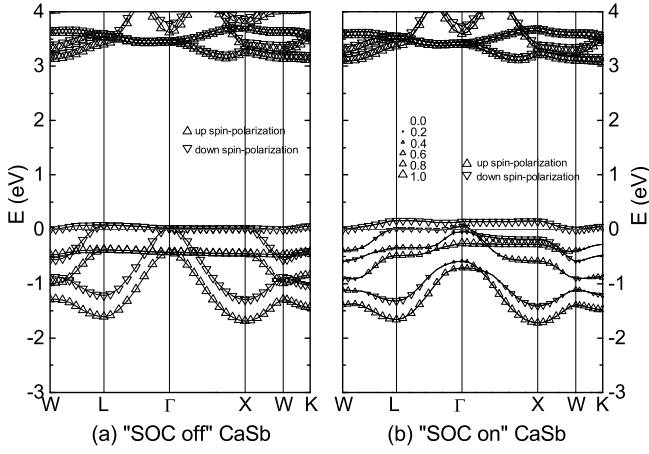 4
3
2
1
0
-1
-2
-3
E (eV)
△ up spin-polarization
▽ down spin-polarization
W L Γ X W K
(a) "SOC off" CaSb
0.0
0.2
0.4
0.6
0.8
1.0
△ up spin-polarization
▽ down spin-polarization
4
3
2
1
0
-1
-2
-3
E (eV)
W L Γ X W K
(b) "SOC on" CaSb